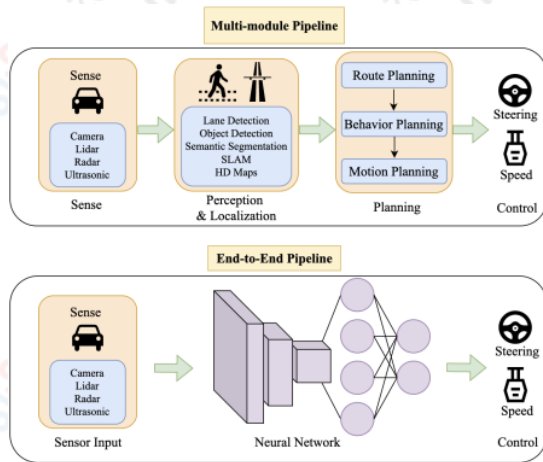 Multi-module Pipeline
Sense
Camera
Lidar
Radar
Ultrasonic
Sense
Lane Detection
Object Detection
Semantic Segmentation
SLAM
HD Maps
Perception
& Localization
Route Planning
Behavior Planning
Motion Planning
Planning
Steering
Speed
Control
End-to-End Pipeline
Sense
Camera
Lidar
Radar
Ultrasonic
Sensor Input
Neural Network
Steering
Speed
Control